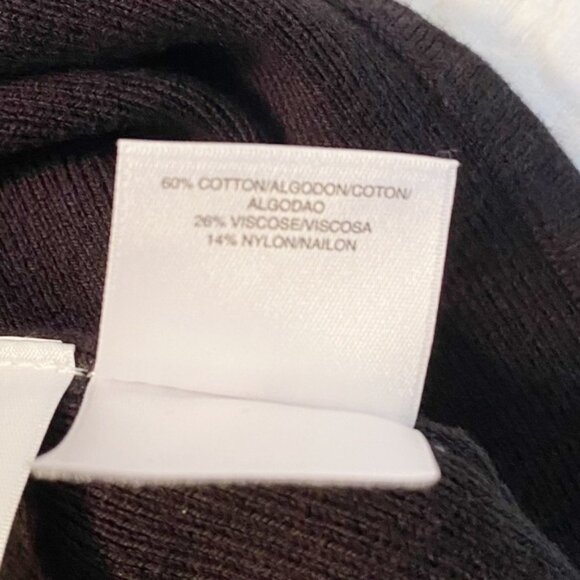 60% COTTON/ALGODON/COTON/
ALGODAO
26% VISCOSE/VISCOSA
14% NYLON/NAILON